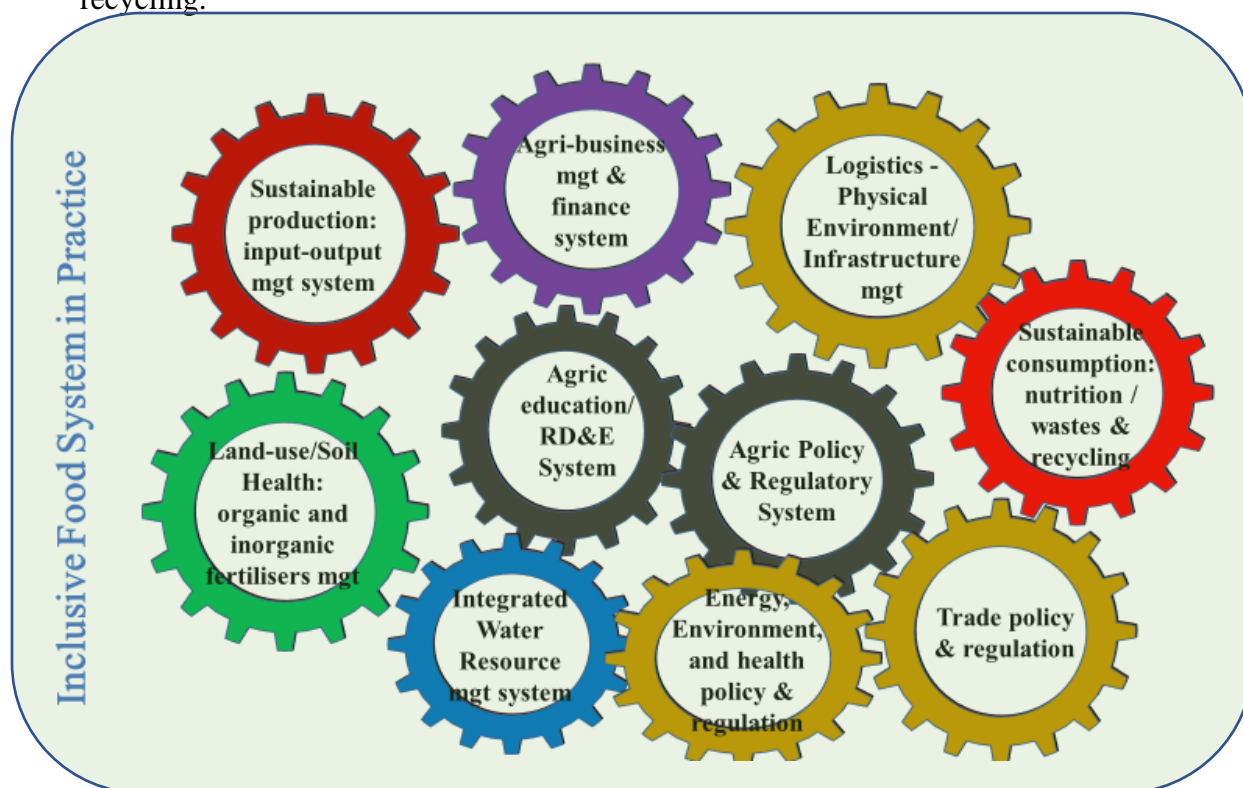 recycling.
Inclusive Food System in Practice
Sustainable
production:
input-output
mgt system
Agri-business
mgt &
finance
system
Logistics -
Physical
Environment/
Infrastructure
mgt
Sustainable
consumption:
nutrition /
wastes &
recycling
Land-use/Soil
Health:
organic and
inorganic
fertilisers mgt
Agric
education/
RD&E
System
Agric Policy
& Regulatory
System
Integrated
Water
Resource
mgt system
Energy,
Environment,
and health
policy &
regulation
Trade policy
& regulation